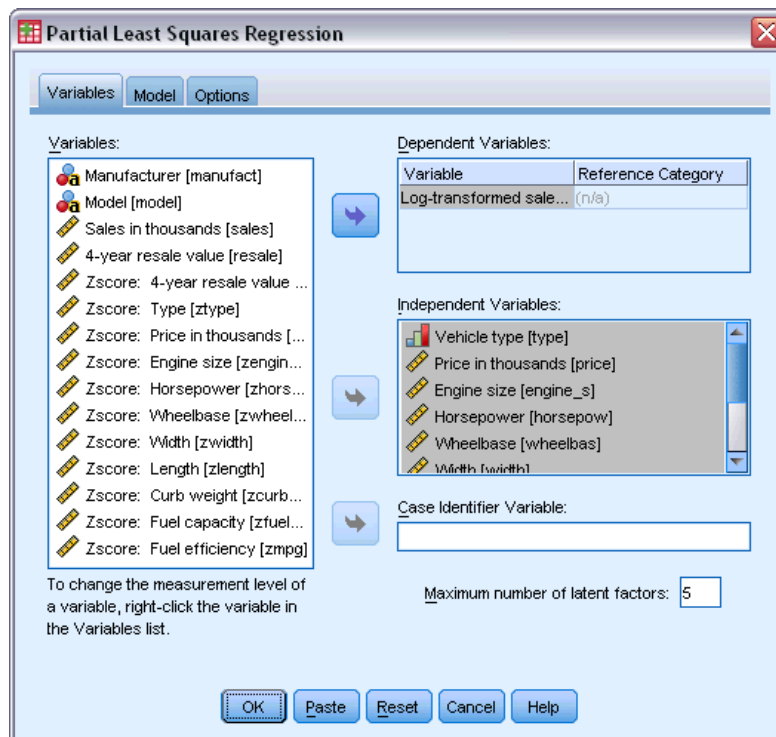 Partial Least Squares Regression
Variables
Model
Options
Variables:
Manufacturer [manufact]
Model [model]
Sales in thousands [sales]
4-year resale value [resale]
Zscore: 4-year resale value ...
Zscore: Type [ztype]
Zscore: Price in thousands [...
Zscore: Engine size [zengin...
Zscore: Horsepower [zhors...
Zscore: Wheelbase [zwheel...
Zscore: Width [zwidth]
Zscore: Length [zlength]
Zscore: Curb weight [zcurb...
Zscore: Fuel capacity [zfuel...
Zscore: Fuel efficiency [zmpg]
To change the measurement level of
a variable, right-click the variable in
the Variables list.
Dependent Variables:
Variable
Reference Category
Log-transformed sale...
(n/a)
Independent Variables:
Vehicle type [type]
Price in thousands [price]
Engine size [engine_s]
Horsepower [horsepow]
Wheelbase [wheelbas]
Width [width]
Case Identifier Variable:
Maximum number of latent factors: 5
OK
Paste
Reset
Cancel
Help